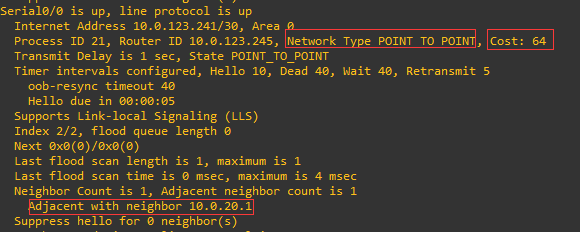 Serial0/0 is up, line protocol is up
Internet Address 10.0.123.241/30, Area 0
Process ID 21, Router ID 10.0.123.245, Network Type POINT TO POINT, Cost: 64
Transmit Delay is 1 sec, State POINT_TO_POINT
Timer intervals configured, Hello 10, Dead 40, Wait 40, Retransmit 5
oob-resync timeout 40
Hello due in 00:00:05
Supports Link-local Signaling (LLS)
Index 2/2, flood queue length 0
Next 0x0(0)/0x0(0)
Last flood scan length is 1, maximum is 1
Last flood scan time is 0 msec, maximum is 4 msec
Neighbor Count is 1, Adjacent neighbor count is 1
Adjacent with neighbor 10.0.20.1
Suppress hello for 0 neighbor(s)